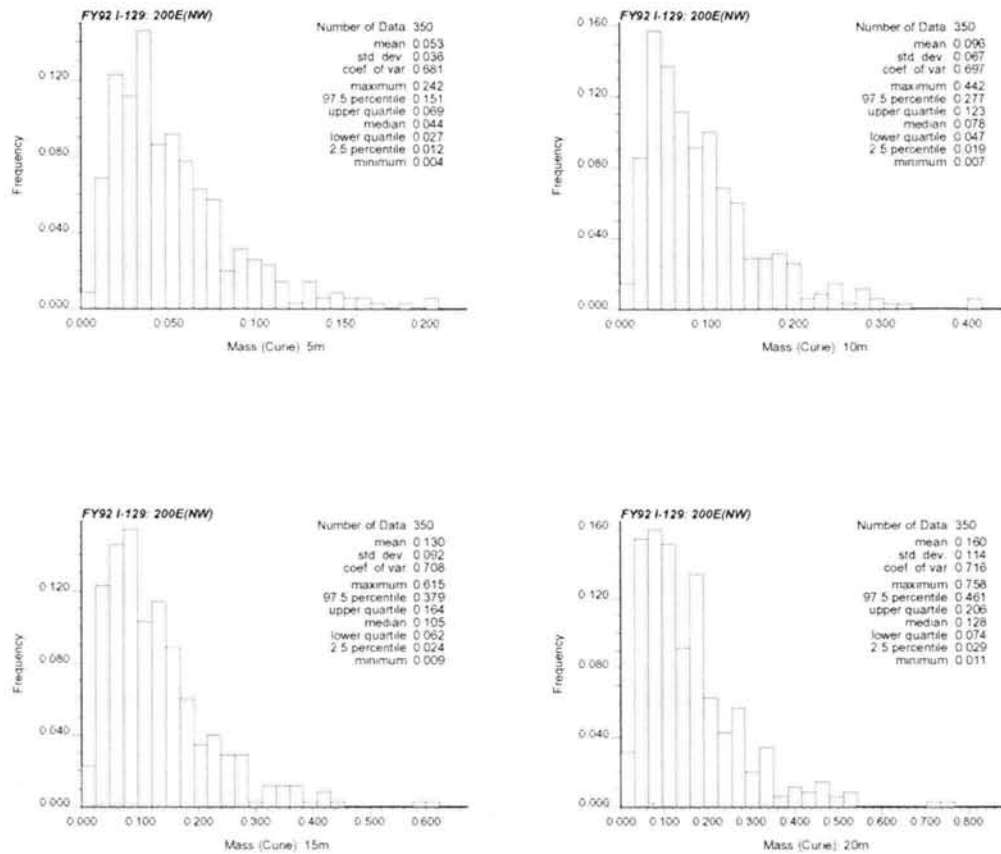 FY92 I-129: 200E(NW)
Number of Data 350
mean 0.053
std. dev. 0.036
coef. of var 0.681
maximum 0.242
97.5 percentile 0.151
upper quartile 0.069
median 0.044
lower quartile 0.027
2.5 percentile 0.012
minimum 0.004
Frequency
0.120
0.080
0.040
0.000
0.000 0.050 0.100 0.150 0.200
Mass (Curie) 5m
FY92 I-129: 200E(NW)
Number of Data 350
mean 0.096
std. dev. 0.067
coef. of var 0.697
maximum 0.442
97.5 percentile 0.277
upper quartile 0.123
median 0.078
lower quartile 0.047
2.5 percentile 0.019
minimum 0.007
Frequency
0.160
0.120
0.080
0.040
0.000
0.000 0.100 0.200 0.300 0.400
Mass (Curie) 10m
FY92 I-129: 200E(NW)
Number of Data 350
mean 0.130
std. dev. 0.092
coef. of var 0.708
maximum 0.615
97.5 percentile 0.379
upper quartile 0.164
median 0.105
lower quartile 0.062
2.5 percentile 0.024
minimum 0.009
Frequency
0.120
0.080
0.040
0.000
0.000 0.100 0.200 0.300 0.400 0.500 0.600
Mass (Curie) 15m
FY92 I-129: 200E(NW)
Number of Data 350
mean 0.160
std. dev. 0.114
coef. of var 0.716
maximum 0.758
97.5 percentile 0.461
upper quartile 0.206
median 0.128
lower quartile 0.074
2.5 percentile 0.029
minimum 0.011
Frequency
0.160
0.120
0.080
0.040
0.000
0.000 0.100 0.200 0.300 0.400 0.500 0.600 0.700 0.800
Mass (Curie) 20m